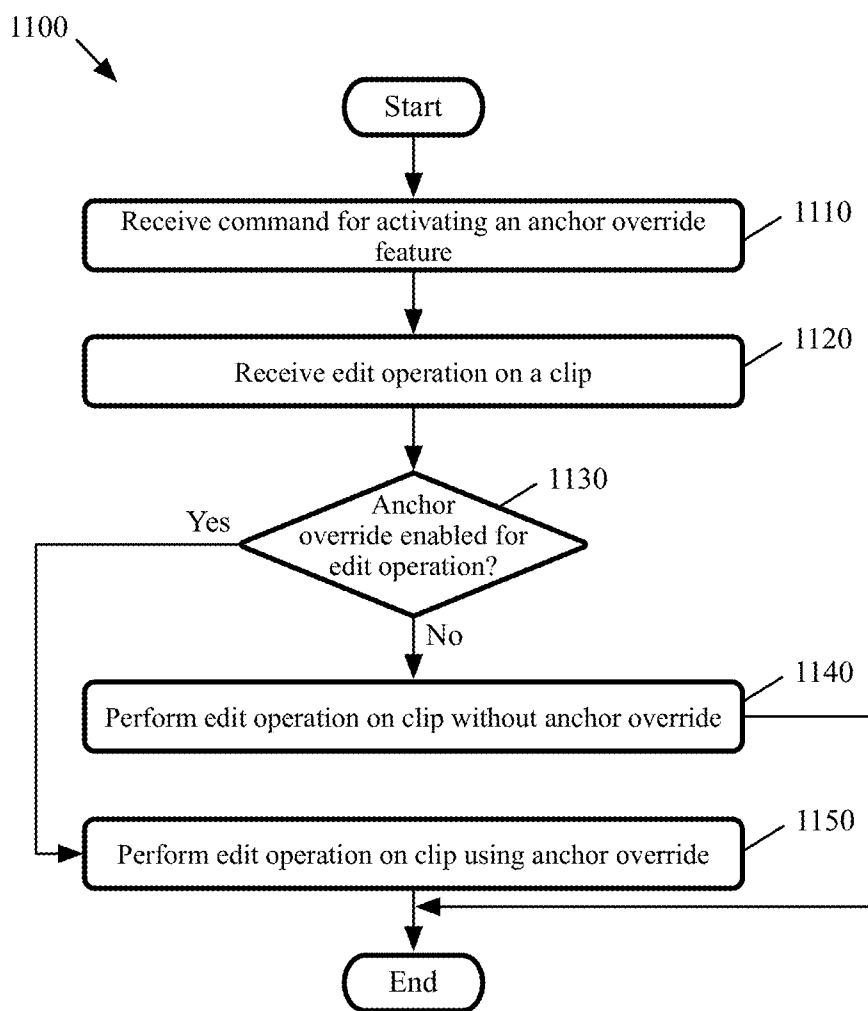 1100
Start
Receive command for activating an anchor override
feature
1110
Receive edit operation on a clip
1120
Anchor
override enabled for
edit operation?
1130
Yes
No
Perform edit operation on clip without anchor override
1140
Perform edit operation on clip using anchor override
1150
End